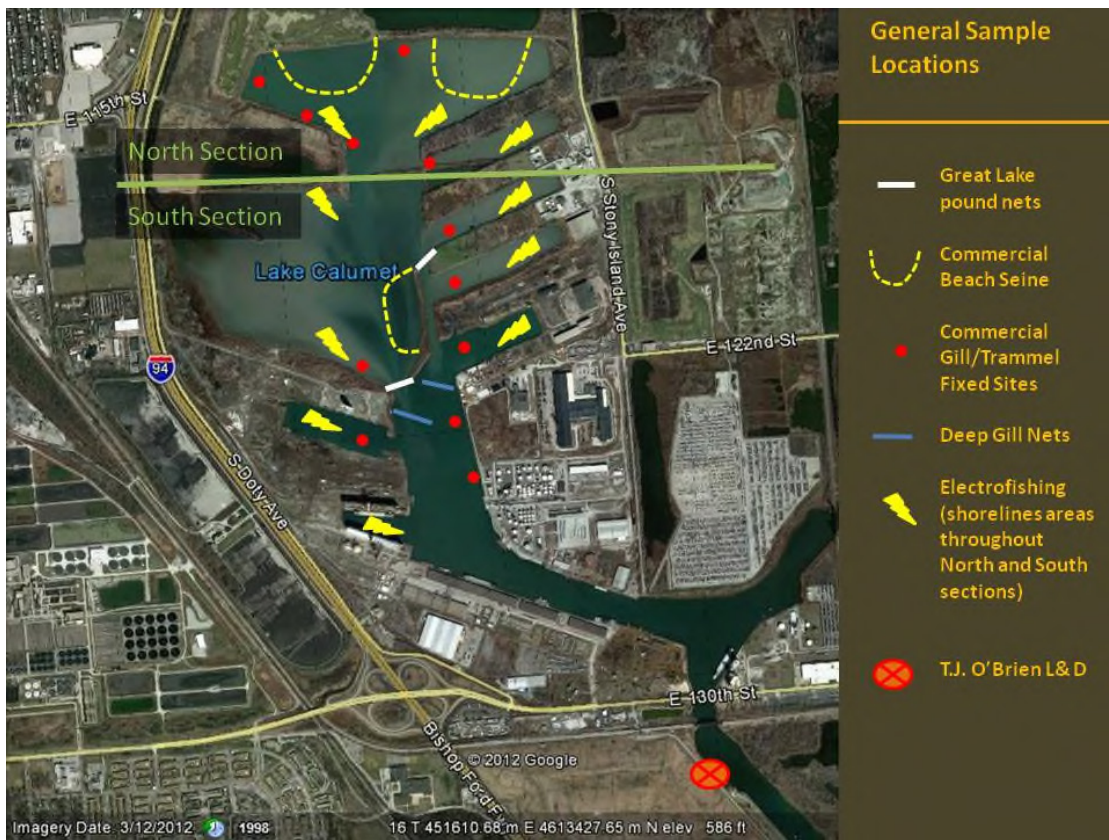 E 115th St
North Section
South Section
Lake Calumet
S Stony Island Ave
E 122nd St
94
S Doty Ave
E 130th St
Bishop Ford
© 2012 Google
Imagery Date: 3/12/2012
1998
16 T 451610.68 m E 4613427.65 m N elev 586 ft
General Sample
Locations
Great Lake
pound nets
Commercial
Beach Seine
Commercial
Gill/Trammel
Fixed Sites
Deep Gill Nets
Electrofishing
(shorelines areas
throughout
North and South
sections)
T.J. O'Brien L& D